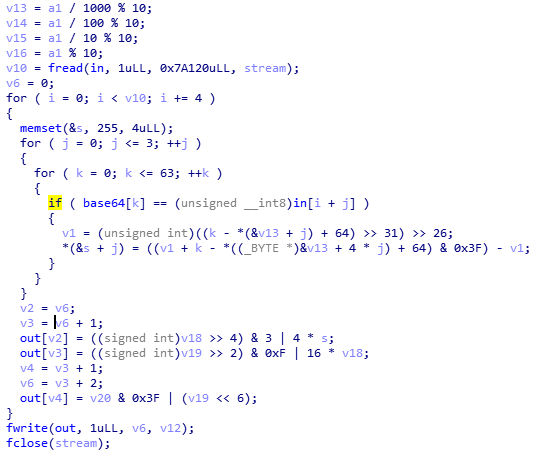 v13 = a1 / 1000 % 10;
v14 = a1 / 100 % 10;
v15 = a1 / 10 % 10;
v16 = a1 % 10;
v10 = fread(in, 1uLL, 0x7A120uLL, stream);
v6 = 0;
for ( i = 0; i < v10; i += 4 )
{
  memset(&s, 255, 4uLL);
  for ( j = 0; j <= 3; ++j )
  {
    for ( k = 0; k <= 63; ++k )
    {
      if ( base64[k] == (unsigned __int8)in[i + j] )
      {
        v1 = (unsigned int)((k - *(&v13 + j) + 64) >> 31) >> 26;
        *(&s + j) = ((v1 + k - *((_BYTE *)&v13 + 4 * j) + 64) & 0x3F) - v1;
      }
    }
  }
  v2 = v6;
  v3 = v6 + 1;
  out[v2] = ((signed int)v18 >> 4) & 3 | 4 * s;
  out[v3] = ((signed int)v19 >> 2) & 0xF | 16 * v18;
  v4 = v3 + 1;
  v6 = v3 + 2;
  out[v4] = v20 & 0x3F | (v19 << 6);
}
fwrite(out, 1uLL, v6, v12);
fclose(stream);